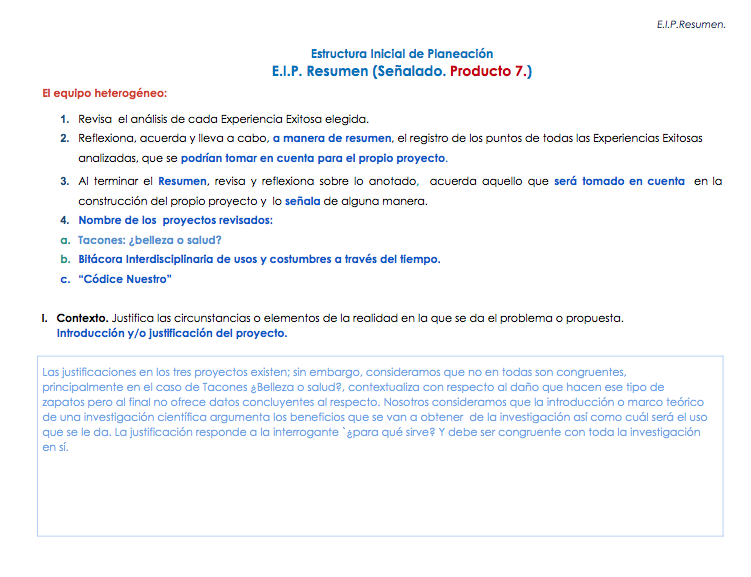 E.I.P.Resumen.
Estructura Inicial de Planeación
E.I.P. Resumen (Señalado. Producto 7.)
El equipo heterogéneo:
1. Revisa el análisis de cada Experiencia Exitosa elegida.
2. Reflexiona, acuerda y lleva a cabo, a manera de resumen, el registro de los puntos de todas las Experiencias Exitosas
analizadas, que se podrían tomar en cuenta para el propio proyecto.
3. Al terminar el Resumen, revisa y reflexiona sobre lo anotado, acuerda aquello que será tomado en cuenta en la
construcción del propio proyecto y lo señala de alguna manera.
4. Nombre de los proyectos revisados:
a. Tacones: ¿belleza o salud?
b. Bitácora Interdisciplinaria de usos y costumbres a través del tiempo.
c. “Códice Nuestro”
I. Contexto. Justifica las circunstancias o elementos de la realidad en la que se da el problema o propuesta.
Introducción y/o justificación del proyecto.
Las justificaciones en los tres proyectos existen; sin embargo, consideramos que no en todas son congruentes,
principalmente en el caso de Tacones ¿Belleza o salud?, contextualiza con respecto al daño que hacen ese tipo de
zapatos pero al final no ofrece datos concluyentes al respecto. Nosotros consideramos que la introducción o marco teórico
de una investigación científica argumenta los beneficios que se van a obtener de la investigación así como cuál será el uso
que se le da. La justificación responde a la interrogante `¿para qué sirve? Y debe ser congruente con toda la investigación
en sí.